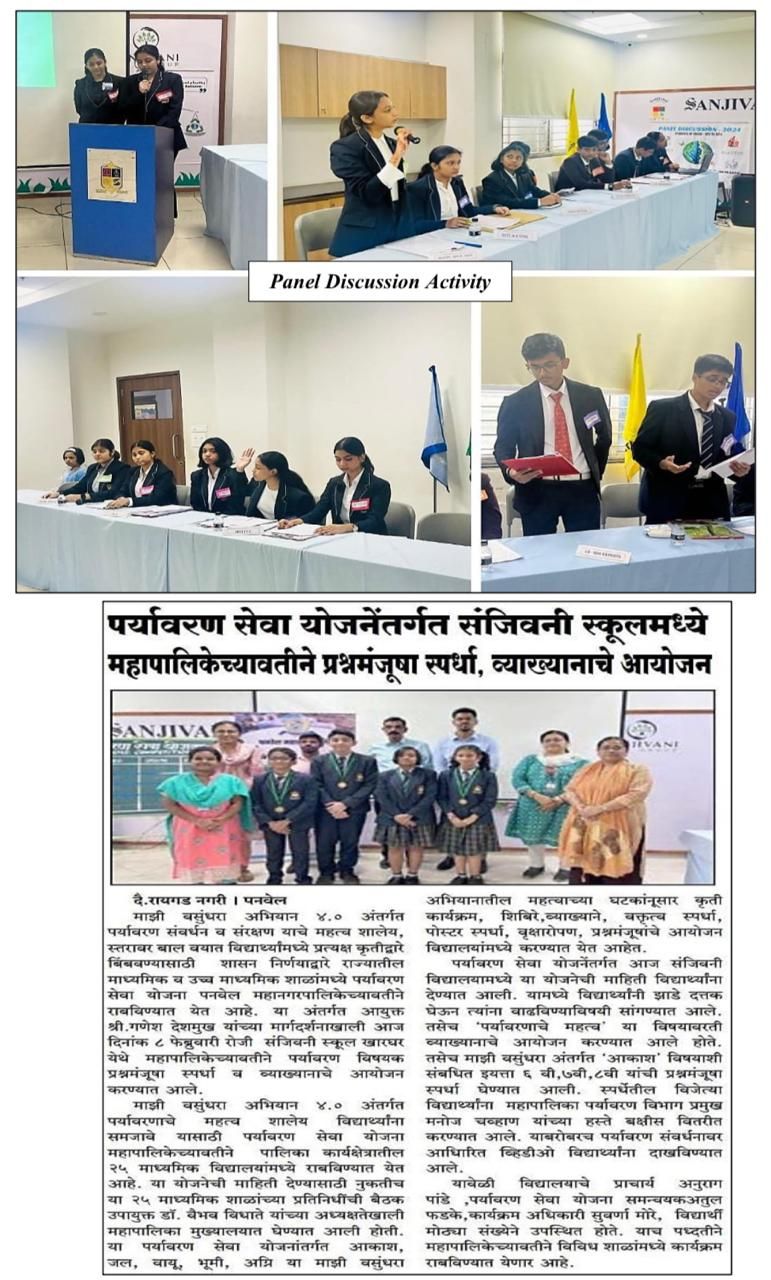 JIVANI
GROUP
SANJIVA
PANEL DISCUSSION - 2024
Panel Discussion Activity
पर्यावरण सेवा योजनेंतर्गत संजिवनी स्कूलमध्ये
महापालिकेच्यावतीने प्रश्नमंजूषा स्पर्धा, व्याख्यानाचे आयोजन
SANJIVA
JIVANI
GROUP
दै.रायगड नगरी । पनवेल
माझी वसुंधरा अभियान ४.० अंतर्गत
पर्यावरण संवर्धन व संरक्षण याचे महत्व शालेय,
स्तरावर बाल वयात विद्यार्थ्यांमध्ये प्रत्यक्ष कृतीद्वारे
बिंबवण्यासाठी शासन निर्णयाद्वारे राज्यातील
माध्यमिक व उच्च माध्यमिक शाळांमध्ये पर्यावरण
सेवा योजना पनवेल महानगरपालिकेच्यावतीने
राबविण्यात येत आहे. या अंतर्गत आयुक्त
श्री.गणेश देशमुख यांच्या मार्गदर्शनाखाली आज
दिनांक ८ फेब्रुवारी रोजी संजिवनी स्कूल खारघर
येथे महापालिकेच्यावतीने पर्यावरण विषयक
प्रश्नमंजूषा स्पर्धा व व्याख्यानाचे आयोजन
करण्यात आले.
माझी वसुंधरा अभियान ४.० अंतर्गत
पर्यावरणाचे महत्व शालेय विद्यार्थ्यांना
समजावे यासाठी पर्यावरण सेवा योजना
महापालिकेच्यावतीने पालिका कार्यक्षेत्रातील
२५ माध्यमिक विद्यालयांमध्ये राबविण्यात येत
आहे. या योजनेची माहिती देण्यासाठी नुकतीच
या २५ माध्यमिक शाळांच्या प्रतिनिधींची बैठक
उपायुक्त डॉ. वैभव विधाते यांच्या अध्यक्षतेखाली
महापालिका मुख्यालयात घेण्यात आली होती.
या पर्यावरण सेवा योजनांतर्गत आकाश,
जल, वायू, भूमी, अग्नि या माझी वसुंधरा
अभियानातील महत्वाच्या घटकांनूसार कृती
कार्यक्रम, शिबिरे,व्याख्याने, वक्तृत्व स्पर्धा,
पोस्टर स्पर्धा, वृक्षारोपण, प्रश्नमंजूषांचे आयोजन
विद्यालयांमध्ये करण्यात येत आहेत.
पर्यावरण सेवा योजनेंतर्गत आज संजिवनी
विद्यालयामध्ये या योजनेची माहिती विद्यार्थ्यांना
देण्यात आली. यामध्ये विद्यार्थ्यांनी झाडे दत्तक
घेऊन त्यांना वाढविण्याविषयी सांगण्यात आले.
तसेच 'पर्यावरणाचे महत्व' या विषयावरती
व्याख्यानाचे आयोजन करण्यात आले होते.
तसेच माझी वसुंधरा अंतर्गत 'आकाश' विषयाशी
संबधित इयत्ता ६ वी,७वी,८वी यांची प्रश्नमंजूषा
स्पर्धा घेण्यात आली. स्पर्धेतील विजेत्या
विद्यार्थ्यांना महापालिका पर्यावरण विभाग प्रमुख
मनोज चव्हाण यांच्या हस्ते बक्षीस वितरीत
करण्यात आले. याबरोबरच पर्यावरण संवर्धनावर
आधारित व्हिडीओ विद्यार्थ्यांना दाखविण्यात
आले.
यावेळी विद्यालयाचे प्राचार्य अनुराग
पांडे ,पर्यावरण सेवा योजना समन्वयकअतुल
फडके,कार्यक्रम अधिकारी सुवर्णा मोरे, विद्यार्थी
मोठ्या संख्येने उपस्थित होते. याच पध्दतीने
महापालिकेच्यावतीने विविध शाळांमध्ये कार्यक्रम
राबविण्यात येणार आहे.